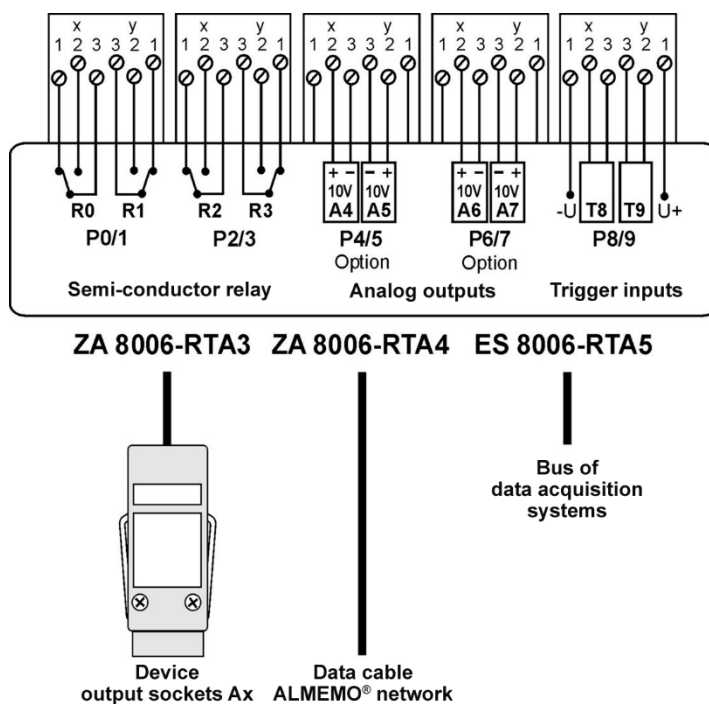 x y x y x y x y x y
1 2 3 3 2 1 1 2 3 3 2 1 1 2 3 3 2 1 1 2 3 3 2 1 1 2 3 3 2 1
+ − − + + − − +
10V 10V 10V 10V
R0 R1 R2 R3 A4 A5 A6 A7 -U T8 T9 U+
P0/1 P2/3 P4/5 P6/7 P8/9
Option Option
Semi-conductor relay Analog outputs Trigger inputs
ZA 8006-RTA3 ZA 8006-RTA4 ES 8006-RTA5
Bus of
data acquisition
systems
Device
output sockets Ax
Data cable
ALMEMO® network